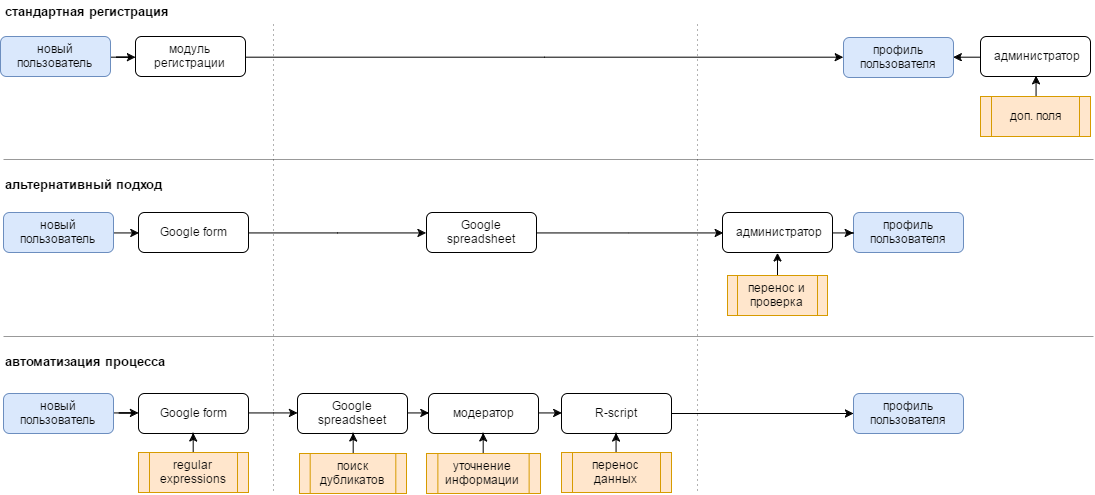 стандартная регистрация
новый
пользователь
модуль
регистрации
профиль
пользователя
администратор
доп. поля
альтернативный подход
новый
пользователь
Google form
Google
spreadsheet
администратор
профиль
пользователя
перенос и
проверка
автоматизация процесса
новый
пользователь
Google form
Google
spreadsheet
модератор
R-script
профиль
пользователя
regular
expressions
поиск
дубликатов
уточнение
информации
перенос
данных